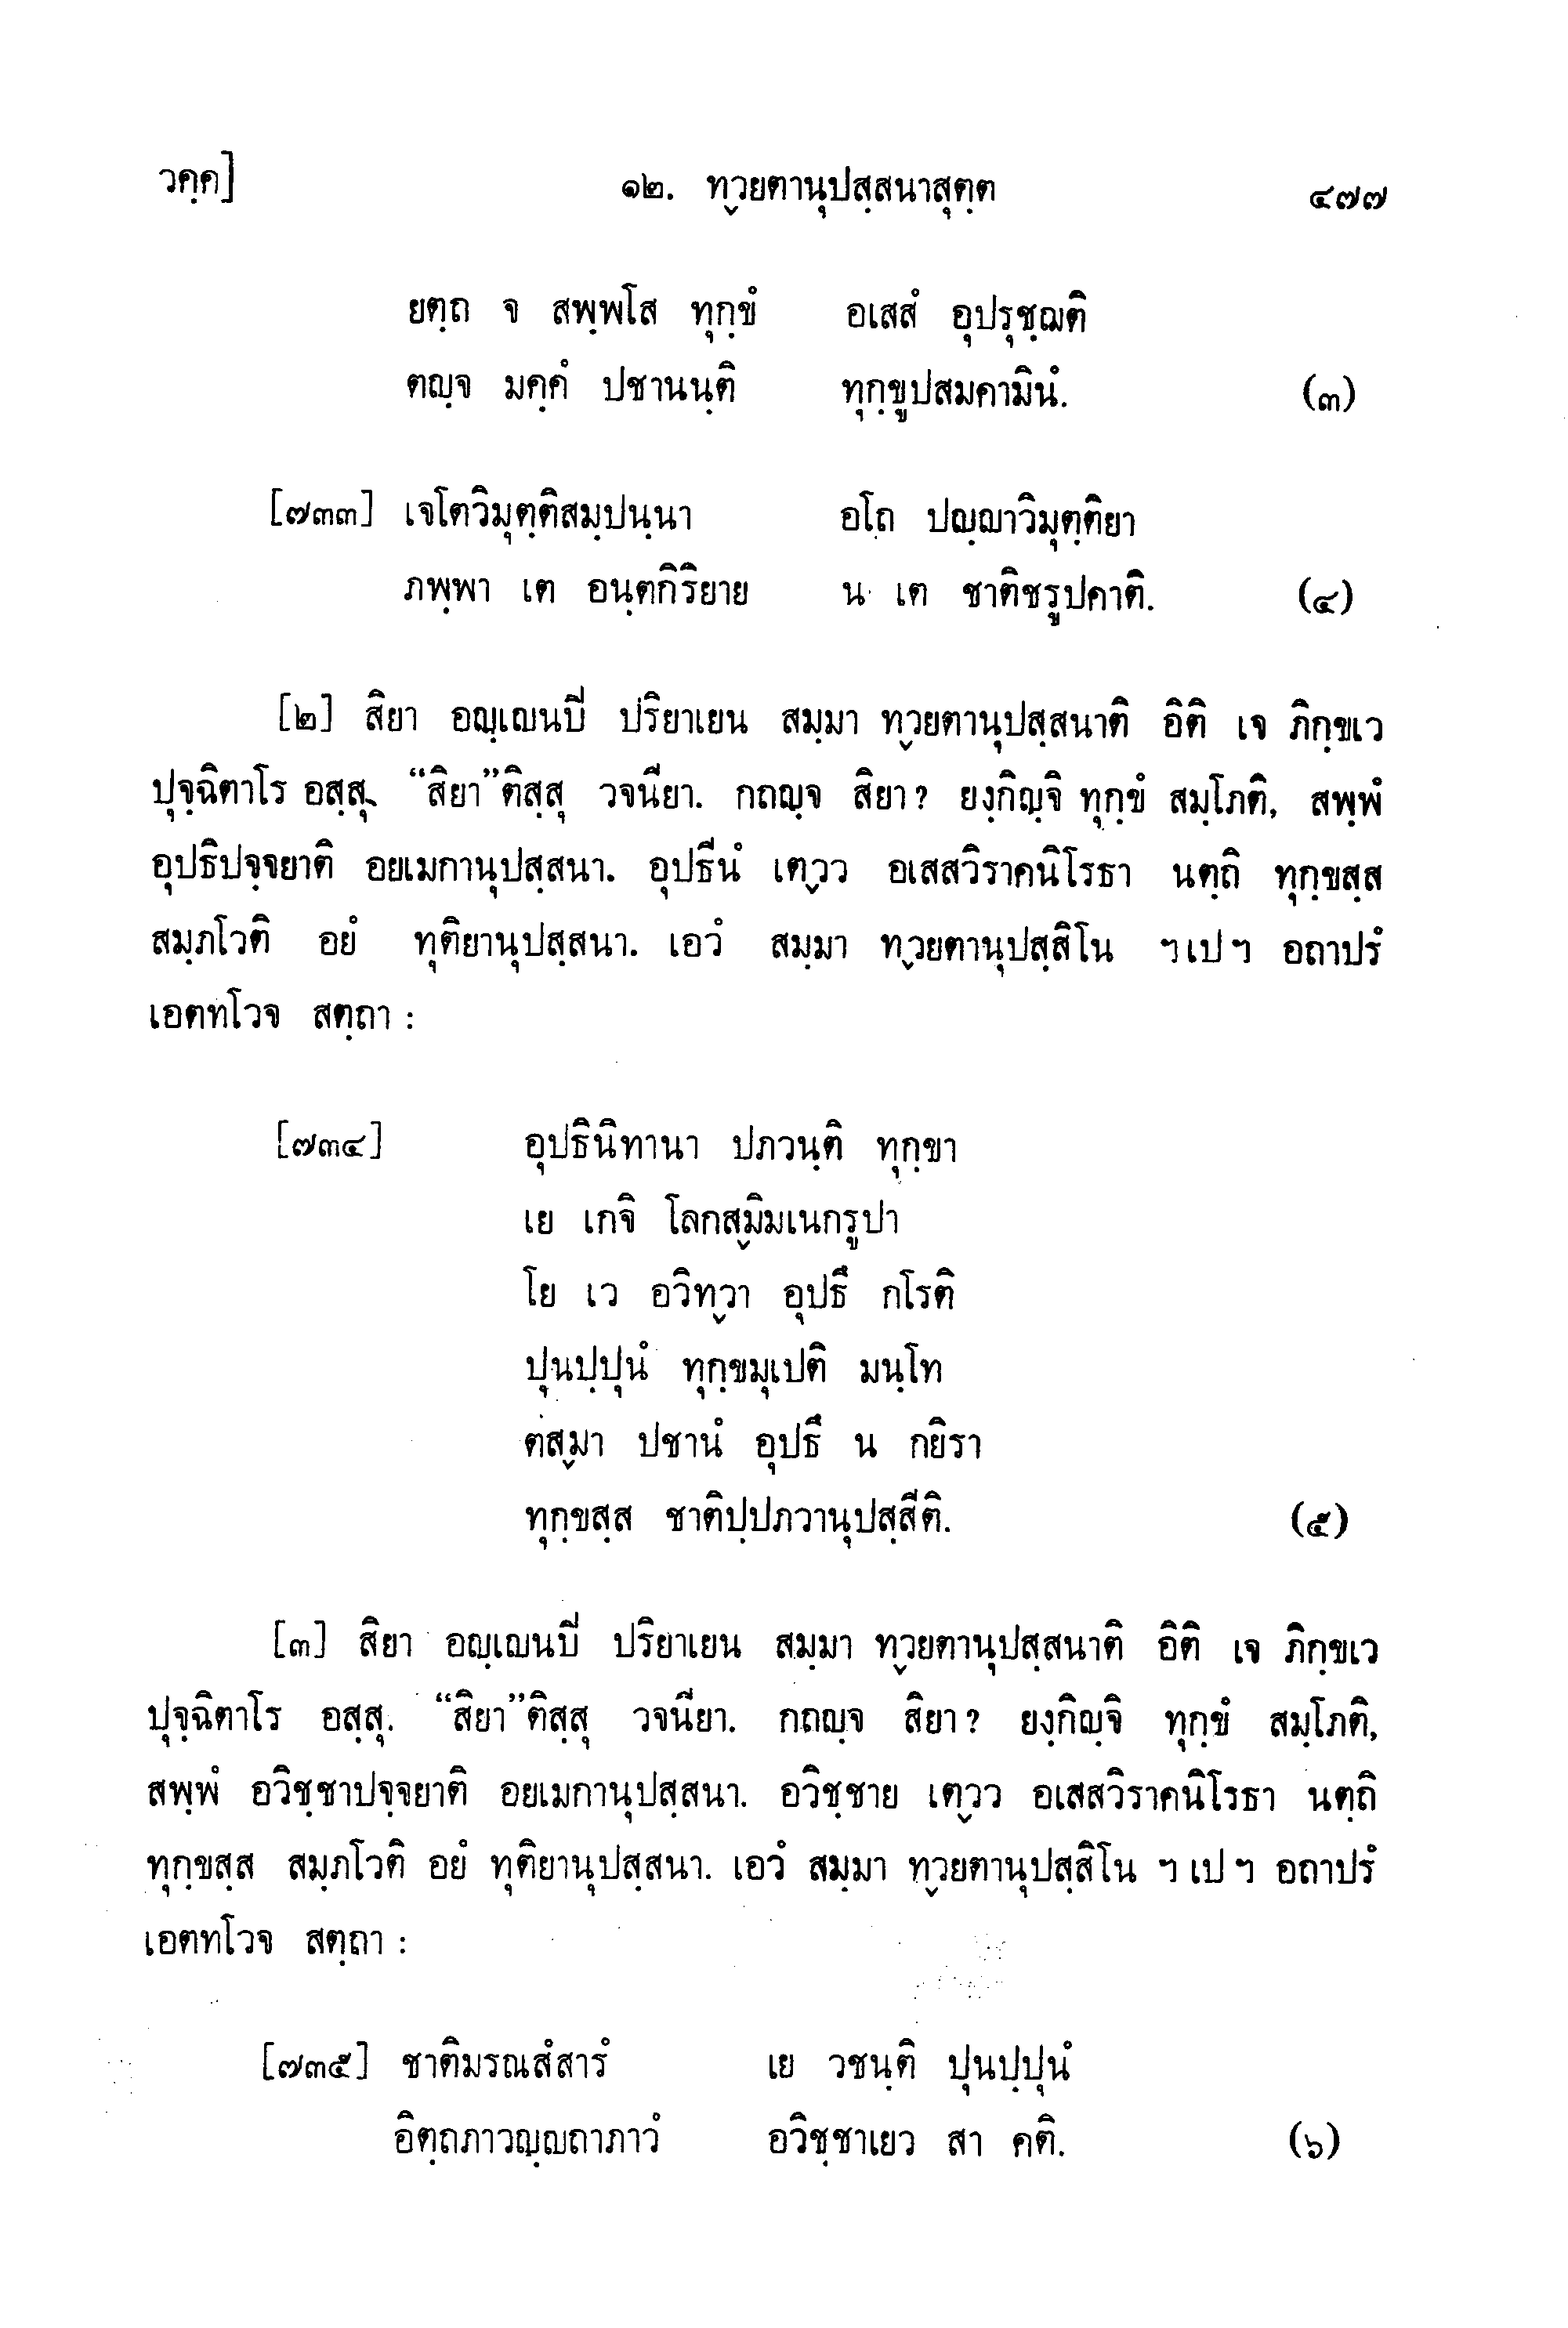 วคฺค]	๑๒. ทฺวยตานุปสฺสนาสุตฺต	๔๗๗
ยตฺถ จ สพฺพโส ทุกฺขํ	อเสสํ อุปรุชฺฌติ
ตญฺจ มคฺคํ ปชานนฺติ	ทุกฺขูปสมคามินํ.	(๓)
[๗๓๓] เจโตวิมุตฺติสมฺปนฺนา	อโถ ปญฺญาวิมุตฺติยา
ภพฺพา เต อนฺตกิริยาย	น เต ชาติชรูปคาติ.	(๔)
[๒] สิยา อญฺเญนปิ ปริยาเยน สมฺมา ทฺวยตานุปสฺสนาติ อิติ เจ ภิกฺขเว
ปุจฺฉิตาโร อสฺสุ, “สิยา”ติสฺสุ วจนียา. กถญฺจ สิยา? ยงฺกิญฺจิ ทุกฺขํ สมฺโภติ, สพฺพํ
อุปธิปจฺจยาติ อยเมกานุปสฺสนา. อุปธีนํ เตฺวว อเสสวิราคนิโรธา นตฺถิ ทุกฺขสฺส
สมฺภโวติ อยํ ทุติยานุปสฺสนา. เอวํ สมฺมา ทฺวยตานุปสฺสิโน ฯ เป ฯ อถาปรํ
เอตทโวจ สตฺถา :
[๗๓๔]	อุปธินิทานา ปภวนฺติ ทุกฺขา
เย เกจิ โลกสฺมิมเนกรูปา
โย เว อวิทฺวา อุปธึ กโรติ
ปุนปฺปุนํ ทุกฺขมุเปติ มนฺโท
ตสฺมา ปชานํ อุปธึ น กยิรา
ทุกฺขสฺส ชาติปฺปภวานุปสฺสีติ.	(๕)
[๓] สิยา อญฺเญนปิ ปริยาเยน สมฺมา ทฺวยตานุปสฺสนาติ อิติ เจ ภิกฺขเว
ปุจฺฉิตาโร อสฺสุ. “สิยา”ติสฺสุ วจนียา. กถญฺจ สิยา? ยงฺกิญฺจิ ทุกฺขํ สมฺโภติ,
สพฺพํ อวิชฺชาปจฺจยาติ อยเมกานุปสฺสนา. อวิชฺชาย เตฺวว อเสสวิราคนิโรธา นตฺถิ
ทุกฺขสฺส สมฺภโวติ อยํ ทุติยานุปสฺสนา. เอวํ สมฺมา ทฺวยตานุปสฺสิโน ฯ เป ฯ อถาปรํ
เอตทโวจ สตฺถา :
[๗๓๕] ชาติมรณสํสารํ	เย วชนฺติ ปุนปฺปุนํ
อิตฺถภาวญฺญถาภาวํ	อวิชฺชาเยว สา คติ.	(๖)